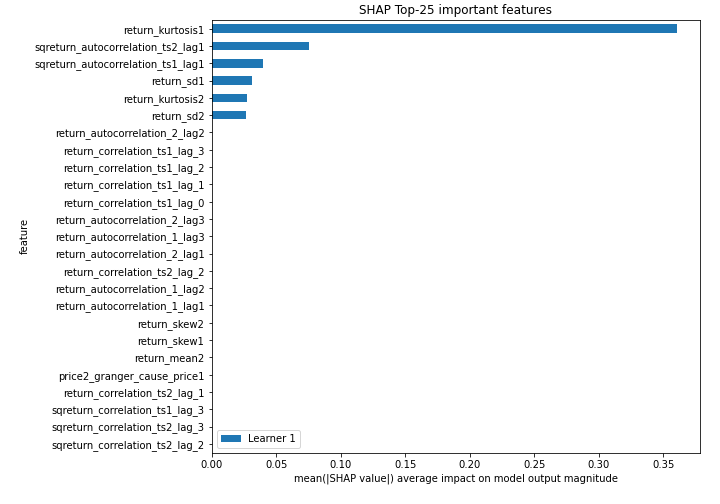 SHAP Top-25 important features
return_kurtosis1
sqreturn_autocorrelation_ts2_lag1
sqreturn_autocorrelation_ts1_lag1
return_sd1
return_kurtosis2
return_sd2
return_autocorrelation_2_lag2
return_correlation_ts1_lag_3
return_correlation_ts1_lag_2
return_correlation_ts1_lag_1
return_correlation_ts1_lag_0
return_autocorrelation_2_lag3
return_autocorrelation_1_lag3
return_autocorrelation_2_lag1
return_correlation_ts2_lag_2
return_autocorrelation_1_lag2
return_autocorrelation_1_lag1
return_skew2
return_skew1
return_mean2
price2_granger_cause_price1
return_correlation_ts2_lag_1
sqreturn_correlation_ts1_lag_3
sqreturn_correlation_ts2_lag_3
sqreturn_correlation_ts2_lag_2
feature
Learner 1
0.00 0.05 0.10 0.15 0.20 0.25 0.30 0.35
mean(|SHAP value|) average impact on model output magnitude